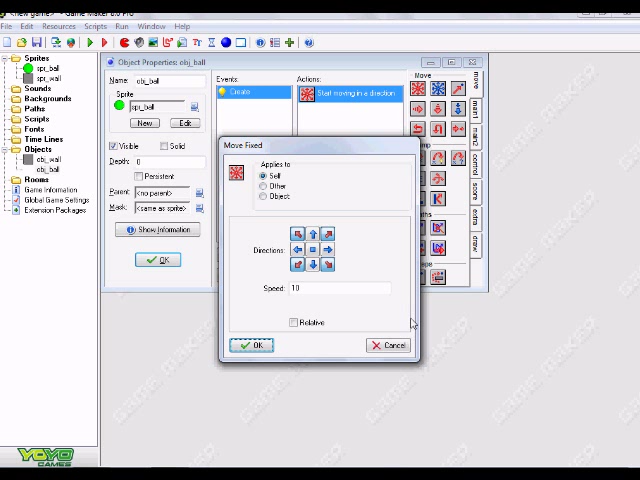 <new game> - Game Maker 8.0 Pro
File Edit Resources Scripts Run Window Help
Sprites
spr_ball
spr_wall
Sounds
Backgrounds
Paths
Scripts
Fonts
Time Lines
Objects
obj_wall
obj_ball
Rooms
Game Information
Global Game Settings
Extension Packages
Object Properties: obj_ball
Name: obj_ball
Sprite
spr_ball
New Edit
Visible Solid
Depth: 0
Persistent
Parent: <no parent>
Mask: <same as sprite>
Show Information
OK
Events:
Create
Actions:
Start moving in a direction
Move
move
main1
main2
control
score
extra
draw
Move Fixed
Applies to
Self
Other
Object:
Directions:
Speed: 10
Relative
OK Cancel
YOYO
GAMES
GAME MAKER